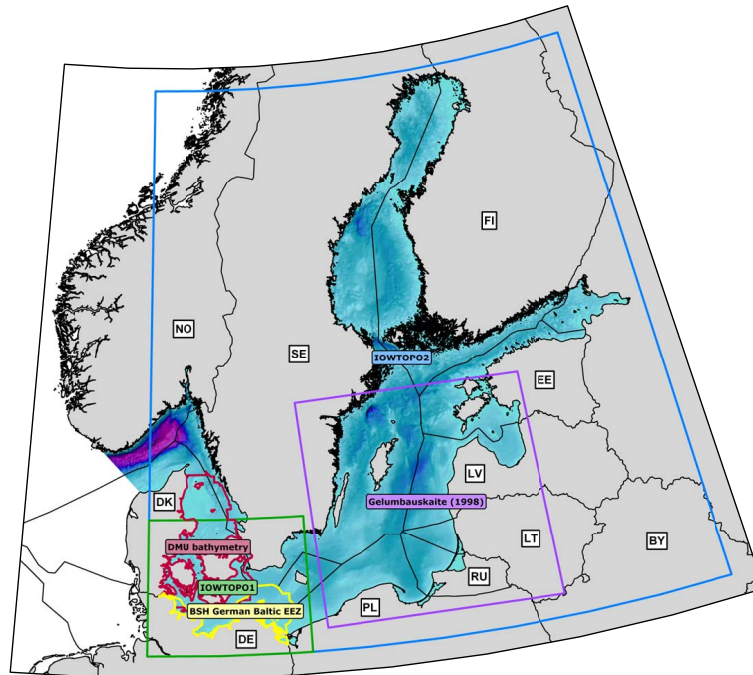 FI
NO
SE
IOWTOPO2
EE
LV
DK
Gelumbauskaite (1998)
LT
BY
DMU bathymetry
RU
IOWTOPO1
PL
BSH German Baltic EEZ
DE